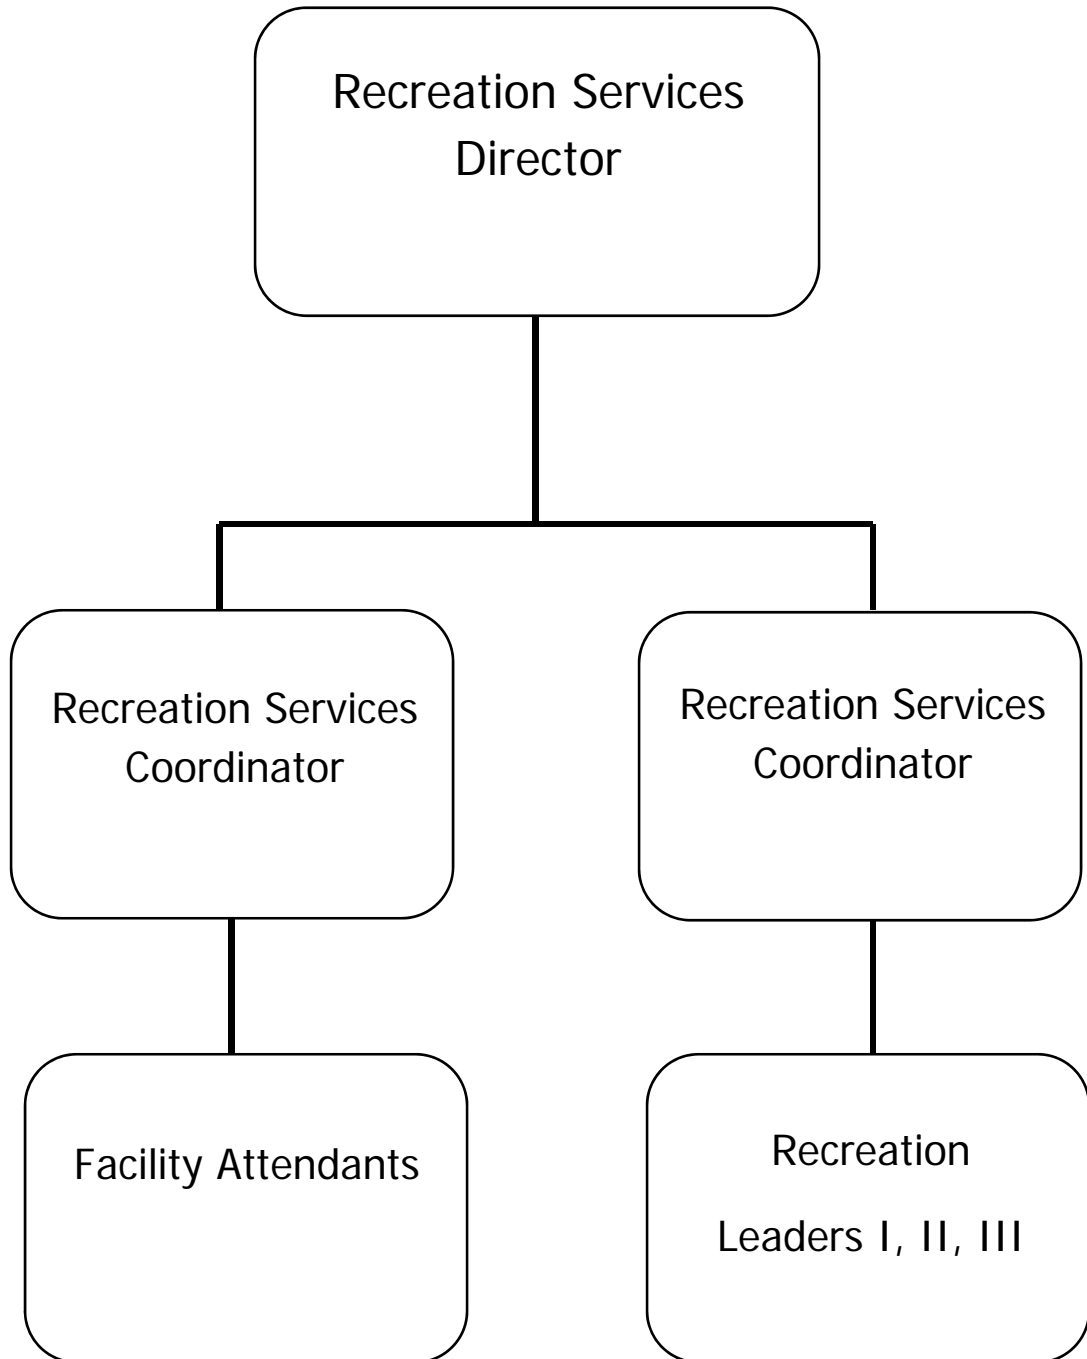 Recreation Services
Director
Recreation Services
Coordinator
Recreation Services
Coordinator
Facility Attendants
Recreation
Leaders I, II, III